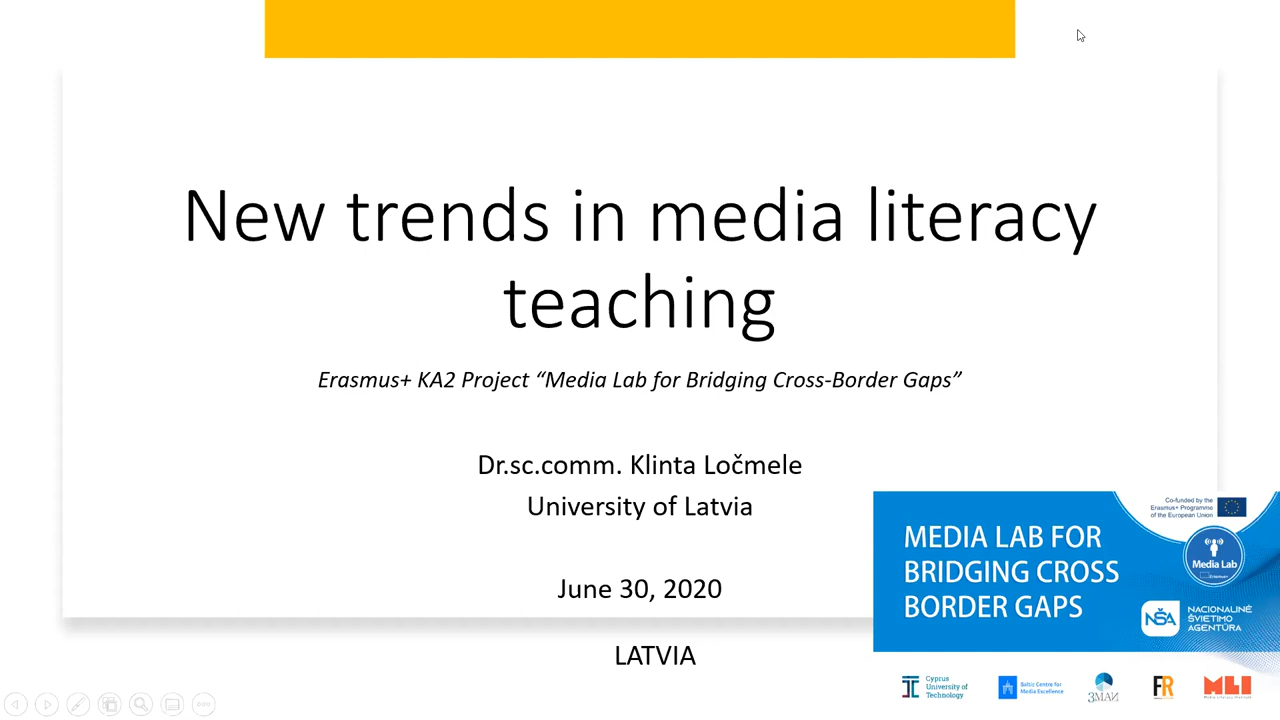 New trends in media literacy
teaching
Erasmus+ KA2 Project “Media Lab for Bridging Cross-Border Gaps”
Dr.sc.comm. Klinta Ločmele
University of Latvia
June 30, 2020
LATVIA
Co-funded by the
Erasmus+ Programme
of the European Union
MEDIA LAB FOR
BRIDGING CROSS
BORDER GAPS
Media Lab
NŠA
NACIONALINĖ
ŠVIETIMO
AGENTŪRA
Cyprus
University of
Technology
Baltic Centre for
Media Excellence
ЗМАИ
FR
MLI